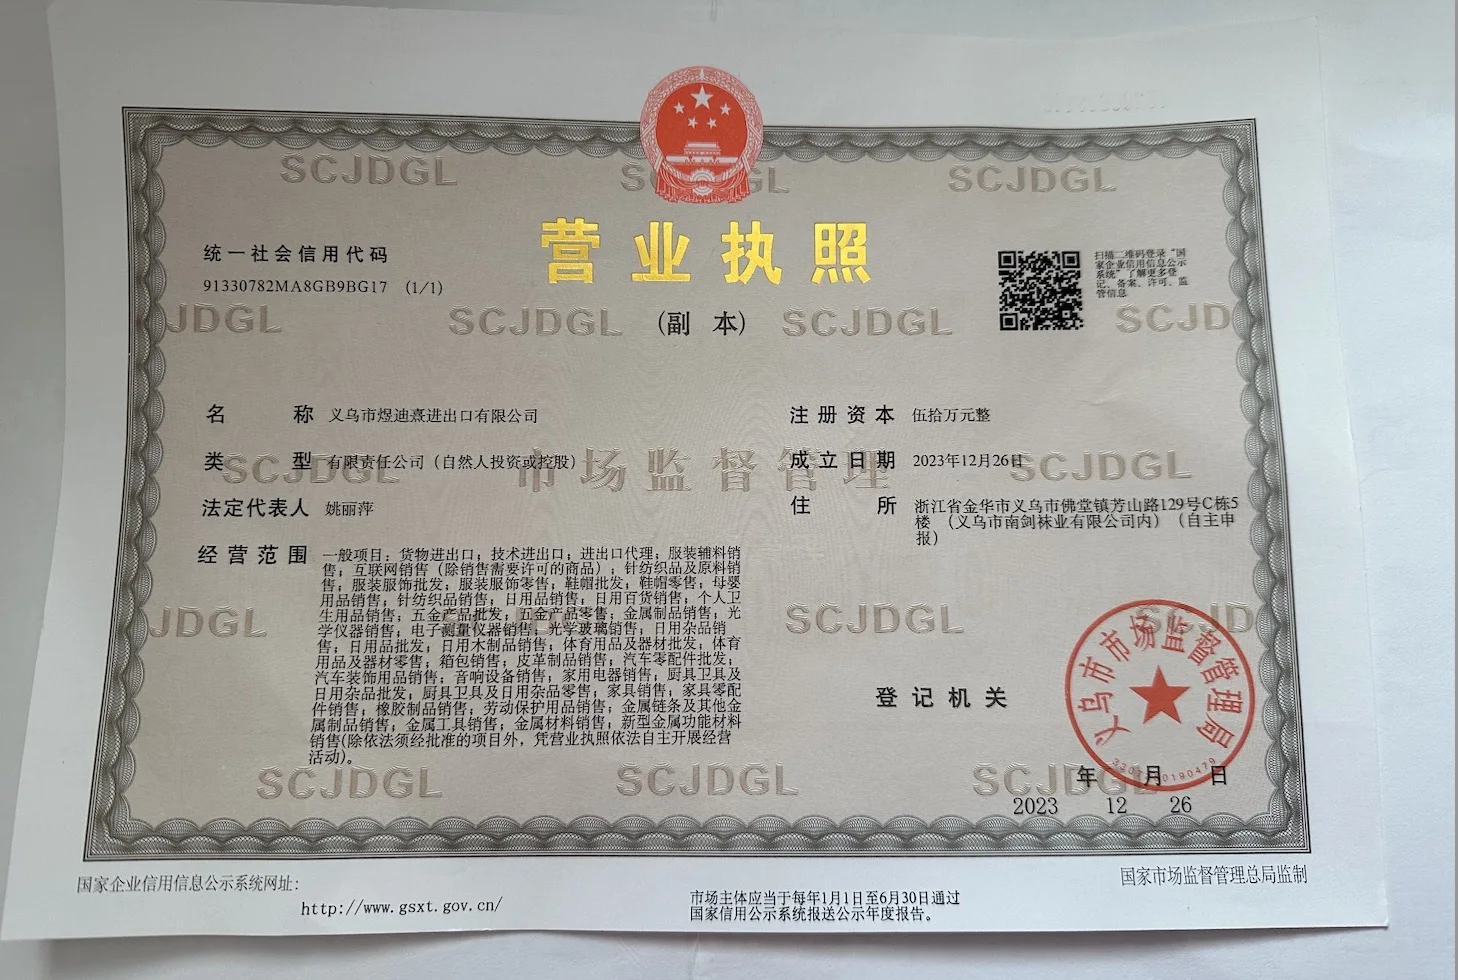 统一社会信用代码
91330782MA8GB9BG17 (1/1)
营业执照
(副 本)
扫描二维码登录“国
家企业信用信息公示
系统”了解更多登
记、备案、许可、监
管信息
名 称 义乌市煜迪熹进出口有限公司
类 型 有限责任公司(自然人投资或控股)
法定代表人 姚丽萍
经营范围 一般项目：货物进出口；技术进出口；进出口代理；服装辅料销
售；互联网销售（除销售需要许可的商品）；针纺织品及原料销
售；服装服饰批发；服装服饰零售；鞋帽批发；鞋帽零售；母婴
用品销售；针纺织品销售；日用品销售；日用百货销售；个人卫
生用品销售；五金产品批发；五金产品零售；金属制品销售；光
学仪器销售；电子测量仪器销售；光学玻璃销售；日用杂品销
售；日用品批发；日用木制品销售；体育用品及器材批发；体育
用品及器材零售；箱包销售；皮革制品销售；汽车零配件批发；
汽车装饰用品销售；音响设备销售；家用电器销售；厨具卫具及
日用杂品批发；厨具卫具及日用杂品零售；家具销售；家具零配
件销售；橡胶制品销售；劳动保护用品销售；金属链条及其他金
属制品销售；金属工具销售；金属材料销售；新型金属功能材料
销售(除依法须经批准的项目外，凭营业执照依法自主开展经营
活动)。
注册资本 伍拾万元整
成立日期 2023年12月26日
住 所 浙江省金华市义乌市佛堂镇芳山路129号C栋5
楼（义乌市南剑袜业有限公司内）（自主申
报）
登记机关
义乌市市场监督管理局
年 月 日
2023 12 26
SCJDGL
市场监督管理
国家企业信用信息公示系统网址：
http://www.gsxt.gov.cn/
市场主体应当于每年1月1日至6月30日通过
国家信用公示系统报送公示年度报告。
国家市场监督管理总局监制